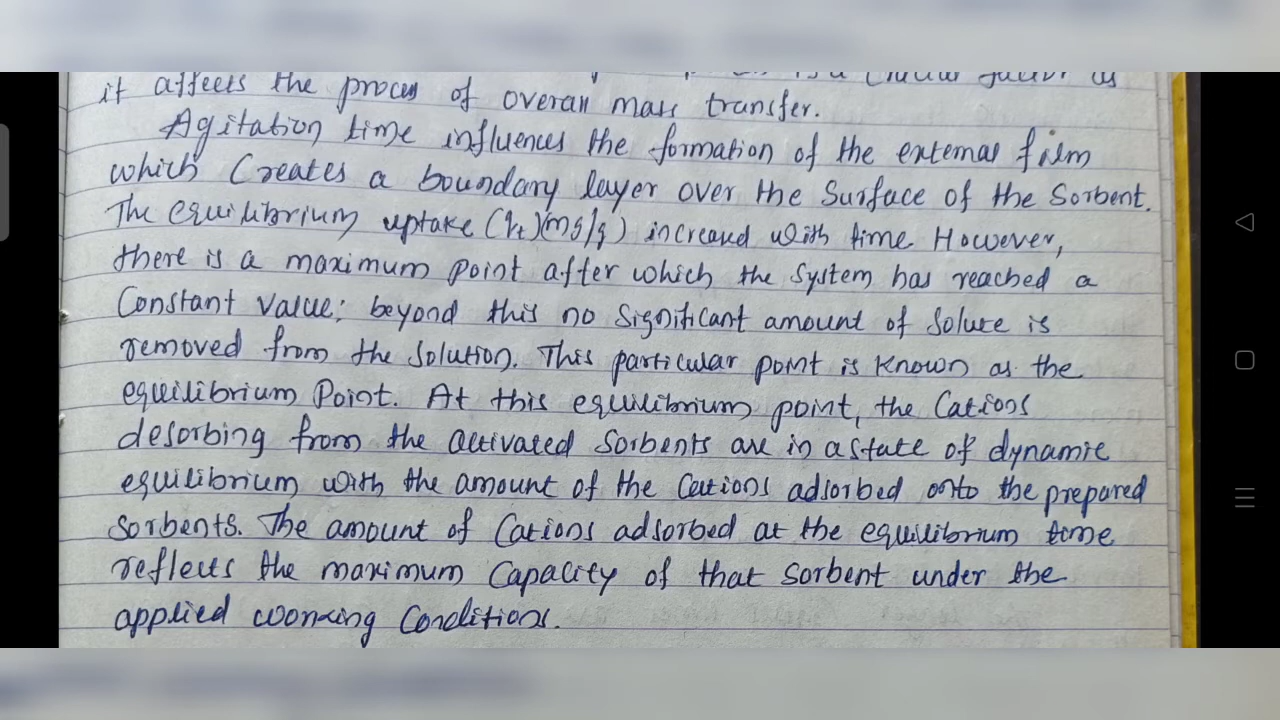 is a crucial factor as
it affects the process of overall mass transfer.
Agitation time influences the formation of the external film
which Creates a boundary layer over the Surface of the Sorbent.
The equilibrium uptake (qt)(mg/g) increased with time However,
there is a maximum point after which the system has reached a
Constant value; beyond this no significant amount of Solute is
removed from the solution. This particular point is known as the
equilibrium Point. At this equilibrium point, the Cations
desorbing from the activated Sorbents are in a state of dynamic
equilibrium with the amount of the Cations adsorbed onto the prepared
Sorbents. The amount of Cations adsorbed at the equilibrium time
reflects the maximum Capacity of that Sorbent under the
applied working Conditions.